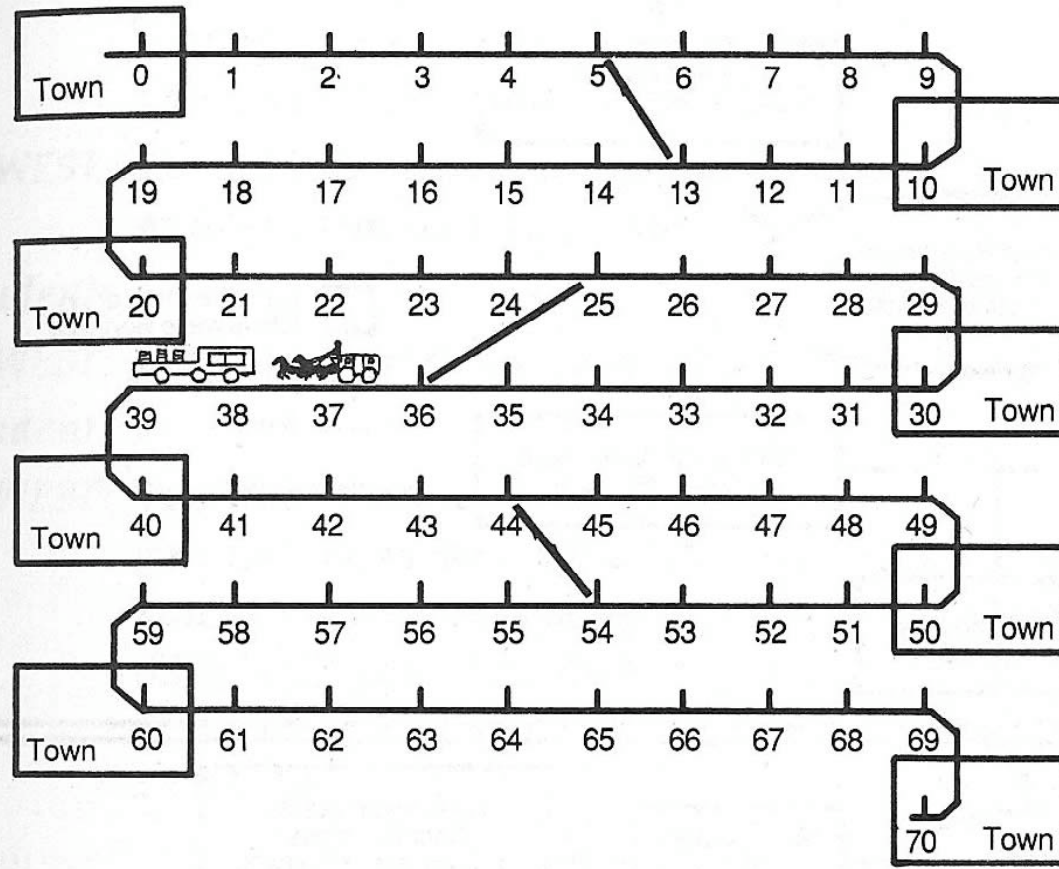 Town 0 1 2 3 4 5 6 7 8 9
19 18 17 16 15 14 13 12 11 10 Town
Town 20 21 22 23 24 25 26 27 28 29
39 38 37 36 35 34 33 32 31 30 Town
Town 40 41 42 43 44 45 46 47 48 49
59 58 57 56 55 54 53 52 51 50 Town
Town 60 61 62 63 64 65 66 67 68 69
70 Town